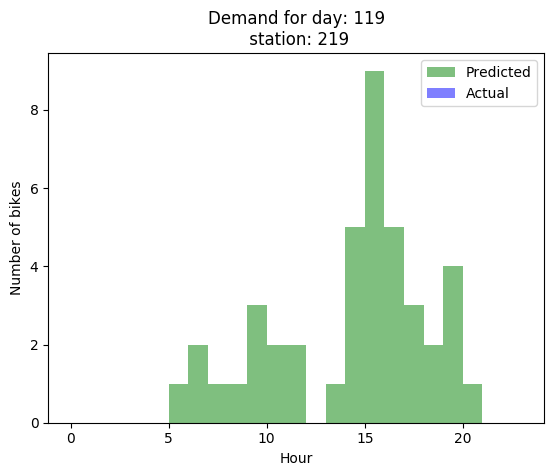 Demand for day: 119
station: 219
Predicted
Actual
Number of bikes
8
6
4
2
0
0 5 10 15 20
Hour